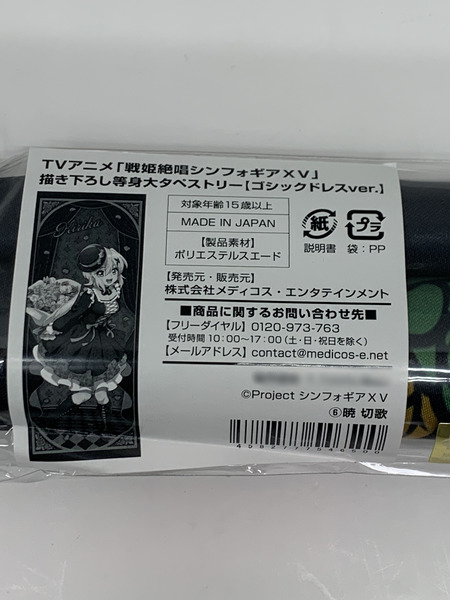 TVアニメ「戦姫絶唱シンフォギアXV」
描き下ろし等身大タペストリー【ゴシックドレスver.】
対象年齢15歳以上
MADE IN JAPAN
【製品素材】
ポリエステルスエード
紙
説明書
プラ
袋：PP
【発売元・販売元】
株式会社メディコス・エンタテインメント
■商品に関するお問い合わせ先■
【フリーダイヤル】0120-973-763
受付時間 10:00～17:00（土・日・祝日を除く）
【メールアドレス】contact@medicos-e.net
©Project シンフォギアXV
⑥暁 切歌
4582777546800
Kirika